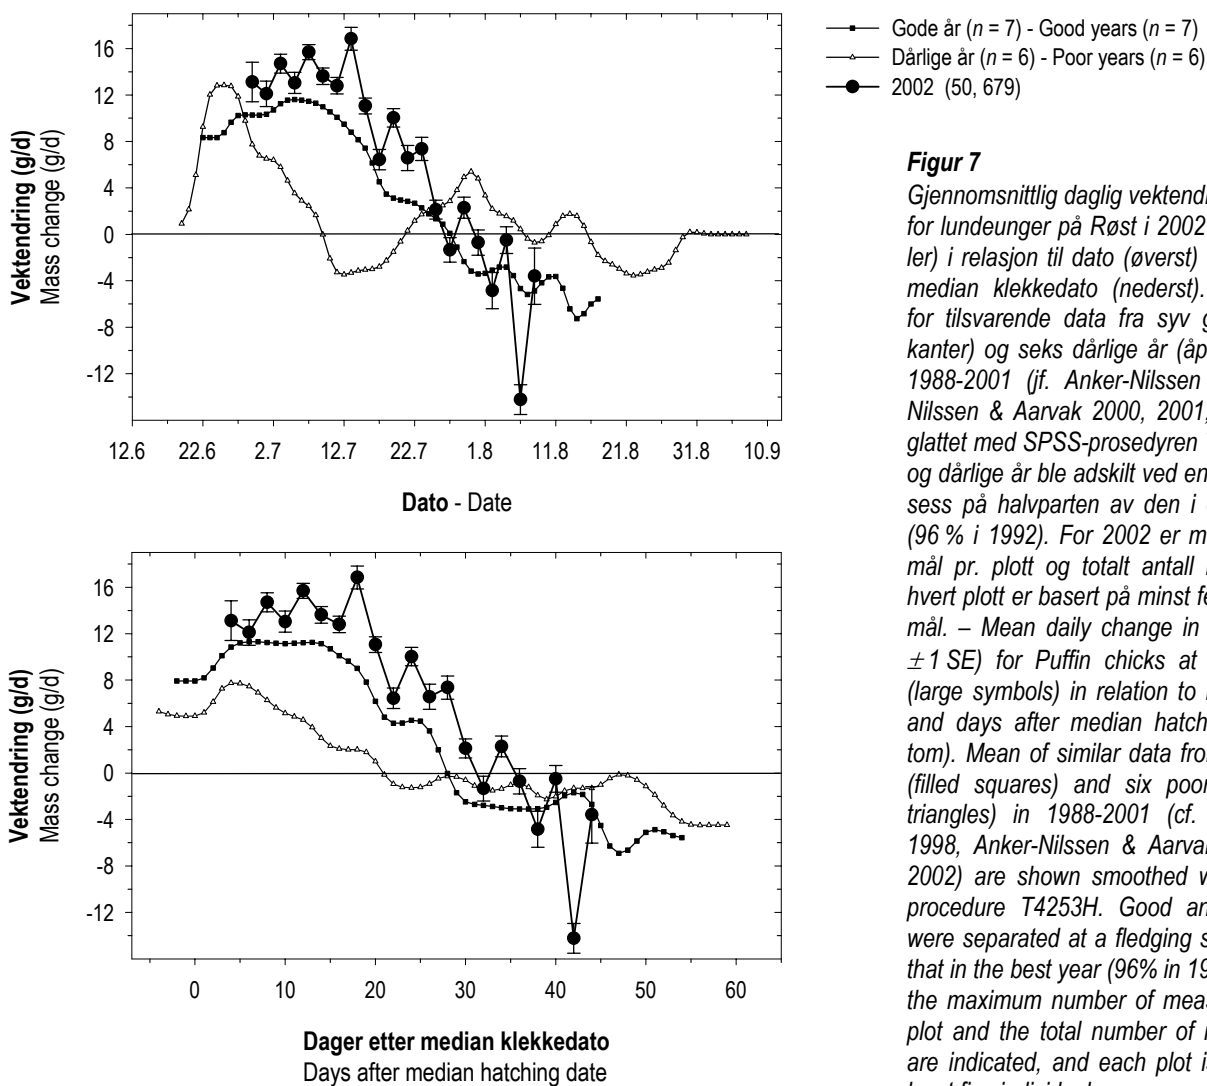 Gode år (n = 7) - Good years (n = 7)
Dårlige år (n = 6) - Poor years (n = 6)
2002 (50, 679)
16
12
8
4
0
-4
-8
-12
Vektendring (g/d)
Mass change (g/d)
12.6 22.6 2.7 12.7 22.7 1.8 11.8 21.8 31.8 10.9
Dato - Date
16
12
8
4
0
-4
-8
-12
Vektendring (g/d)
Mass change (g/d)
0 10 20 30 40 50 60
Dager etter median klekkedato
Days after median hatching date
Figur 7
Gjennomsnittlig daglig vektend
for lundeunger på Røst i 2002
ler) i relasjon til dato (øverst)
median klekkedato (nederst).
for tilsvarende data fra syv g
kanter) og seks dårlige år (åp
1988-2001 (jf. Anker-Nilssen
Nilssen & Aarvak 2000, 2001,
glattet med SPSS-prosedyren
og dårlige år ble adskilt ved en
sess på halvparten av den i
(96 % i 1992). For 2002 er m
mål pr. plott og totalt antall
hvert plott er basert på minst fe
mål. – Mean daily change in
±1 SE) for Puffin chicks at
(large symbols) in relation to
and days after median hatch
tom). Mean of similar data fro
(filled squares) and six poor
triangles) in 1988-2001 (cf.
1998, Anker-Nilssen & Aarva
2002) are shown smoothed w
procedure T4253H. Good an
were separated at a fledging s
that in the best year (96% in 19
the maximum number of meas
plot and the total number of
are indicated, and each plot is